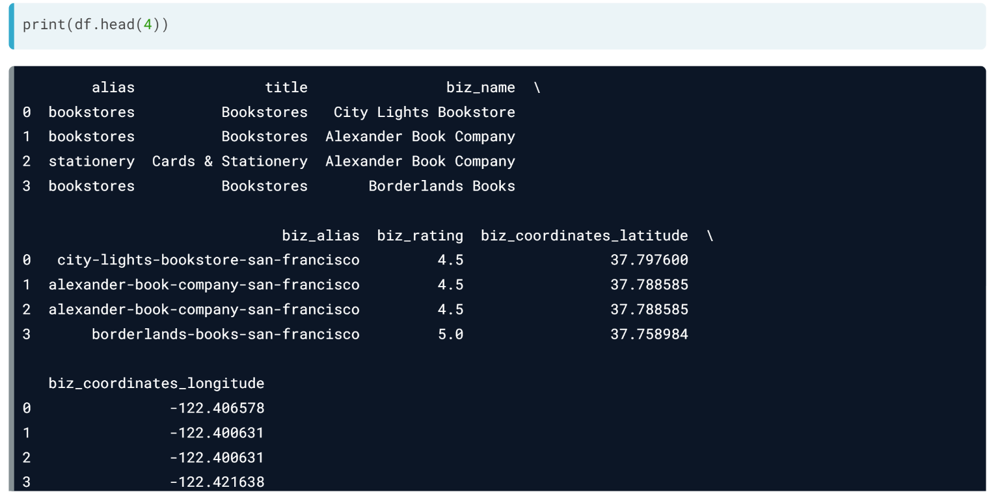 print(df.head(4))
        alias                title                biz_name  \
0  bookstores           Bookstores   City Lights Bookstore
1  bookstores           Bookstores  Alexander Book Company
2  stationery  Cards & Stationery  Alexander Book Company
3  bookstores           Bookstores       Borderlands Books
                              biz_alias  biz_rating  biz_coordinates_latitude  \
0   city-lights-bookstore-san-francisco         4.5                 37.797600
1  alexander-book-company-san-francisco         4.5                 37.788585
2  alexander-book-company-san-francisco         4.5                 37.788585
3       borderlands-books-san-francisco         5.0                 37.758984
   biz_coordinates_longitude
0                -122.406578
1                -122.400631
2                -122.400631
3                -122.421638